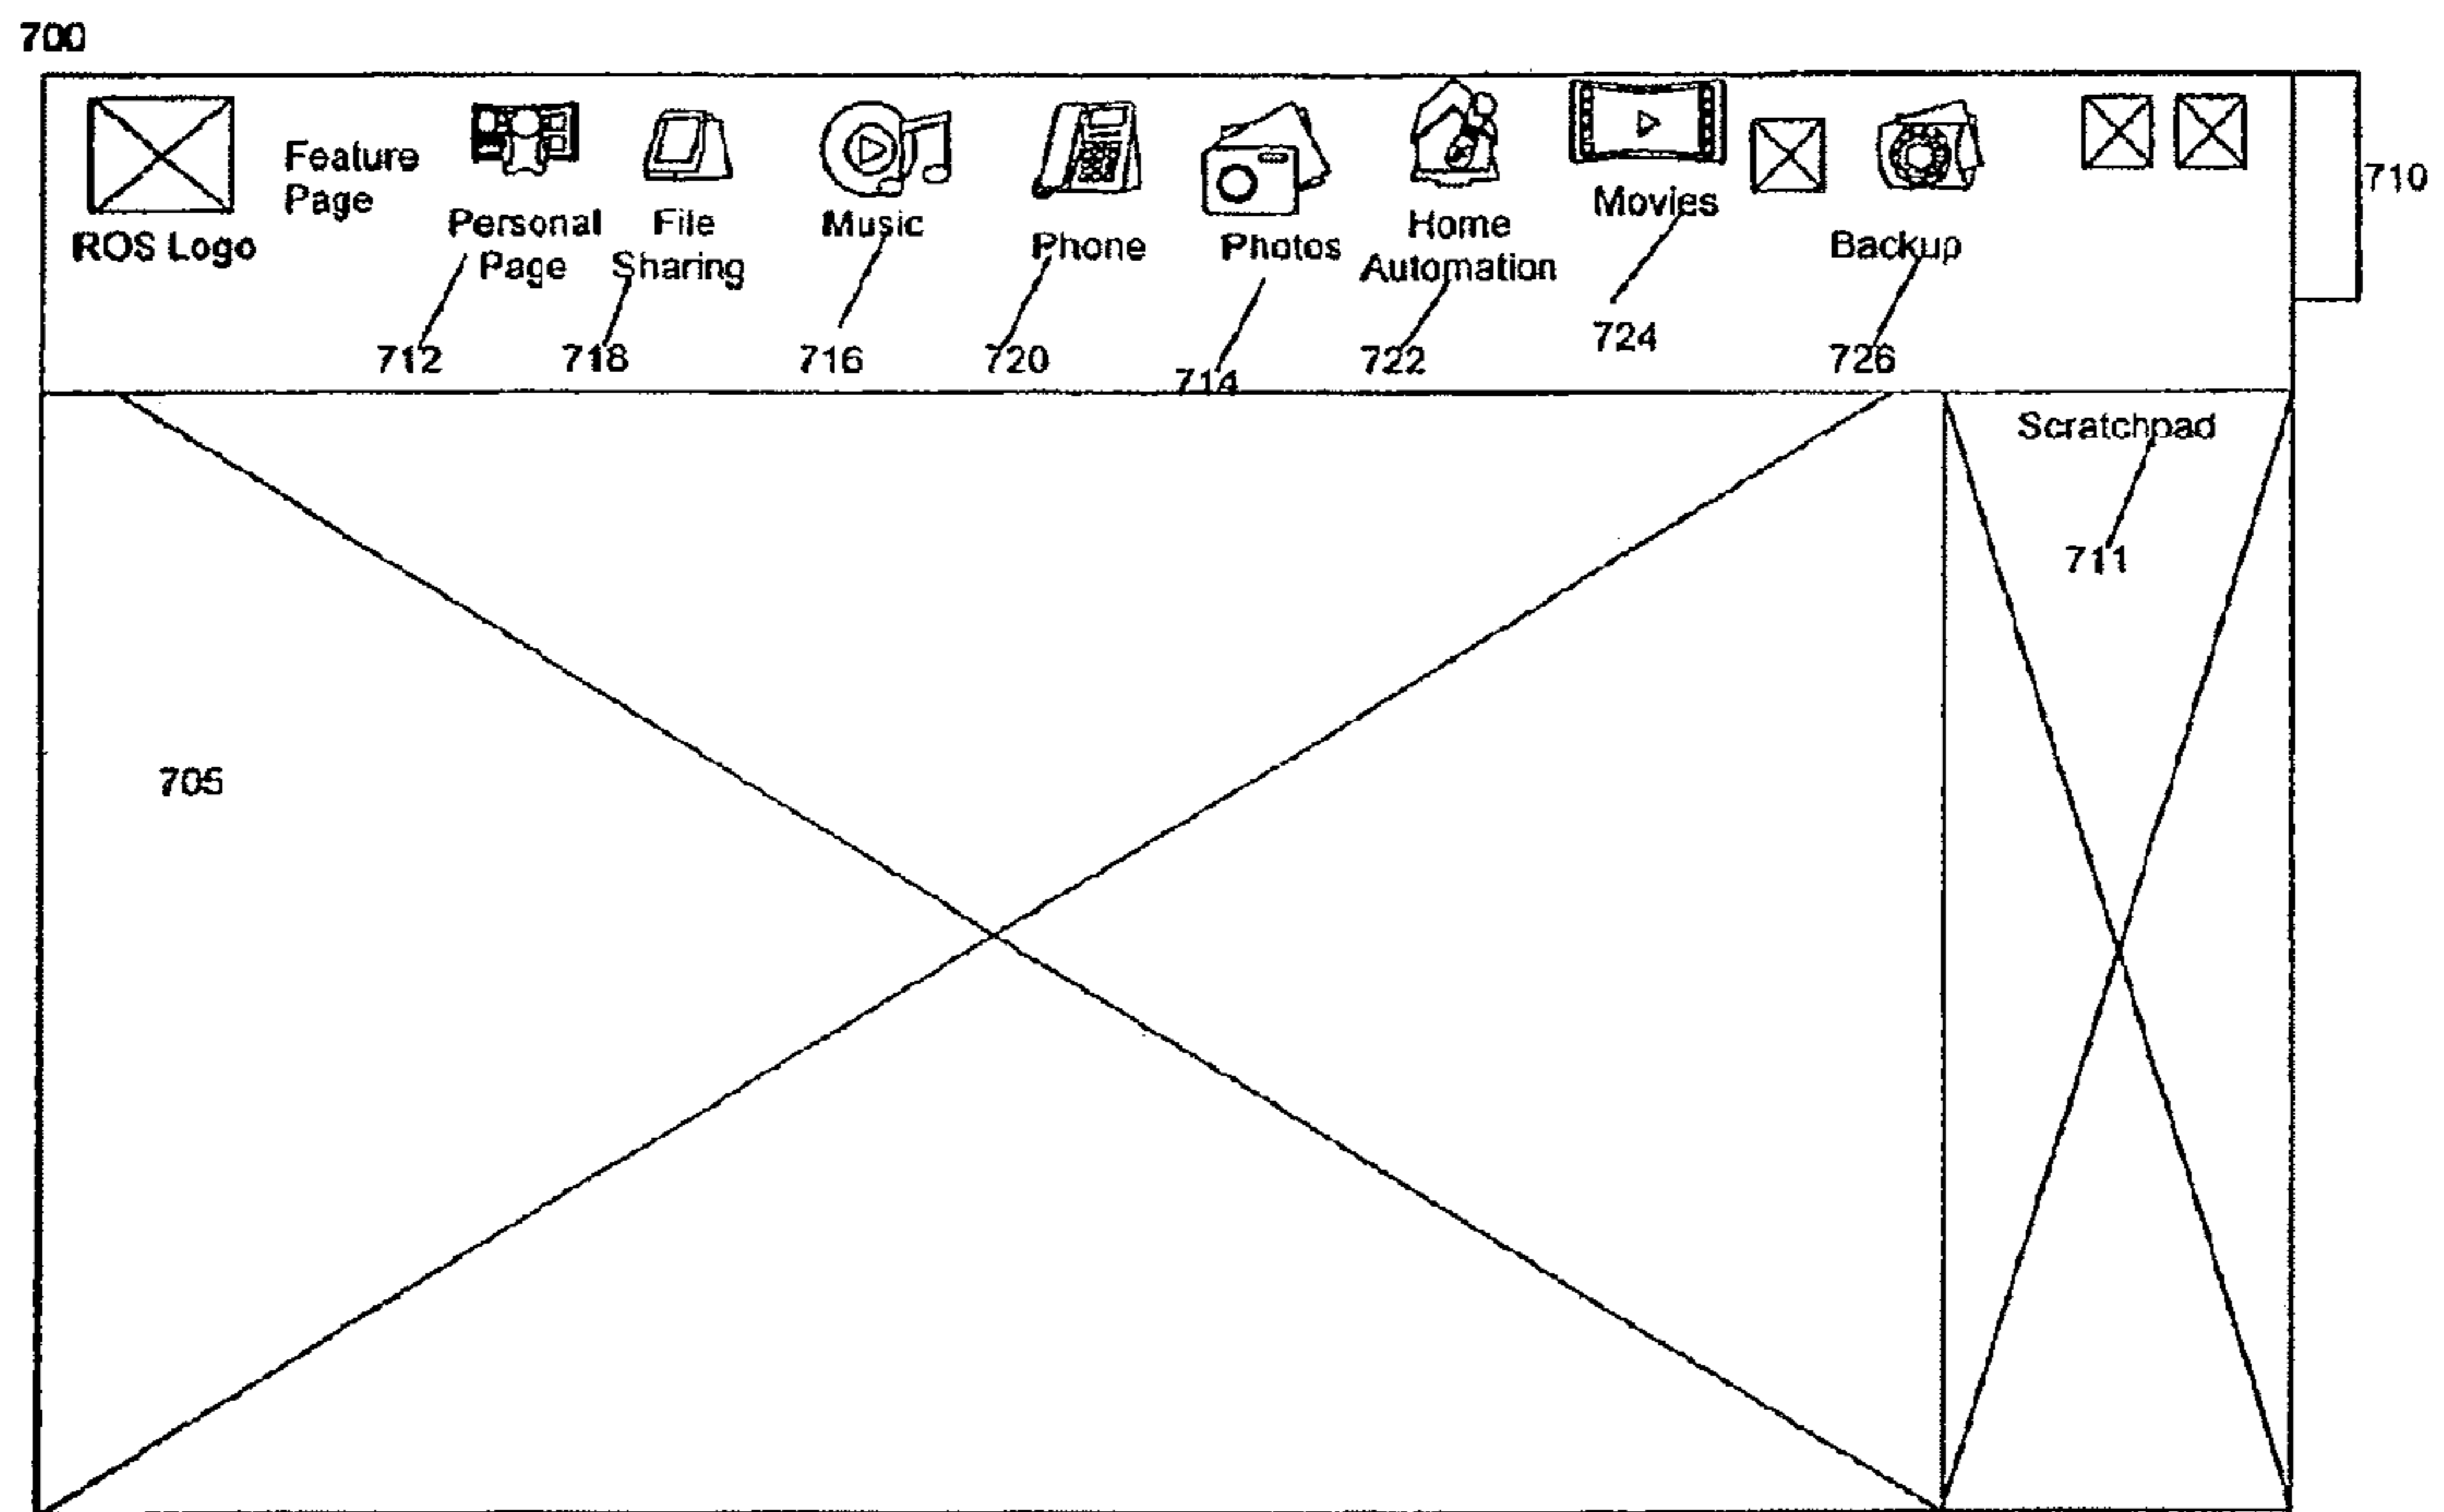 700
ROS Logo
Feature
Page
Personal
Page
File
Sharing
Music
Phone
Photos
Home
Automation
Movies
Backup
710
712
718
716
720
714
722
724
726
Scratchpad
711
705